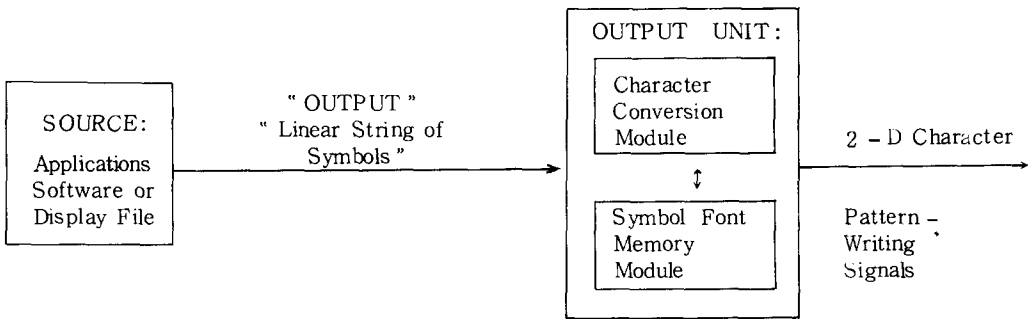 SOURCE:
Applications
Software or
Display File
“ OUTPUT ”
“ Linear String of
Symbols ”
OUTPUT UNIT:
Character
Conversion
Module
Symbol Font
Memory
Module
2 – D Character
Pattern –
Writing
Signals